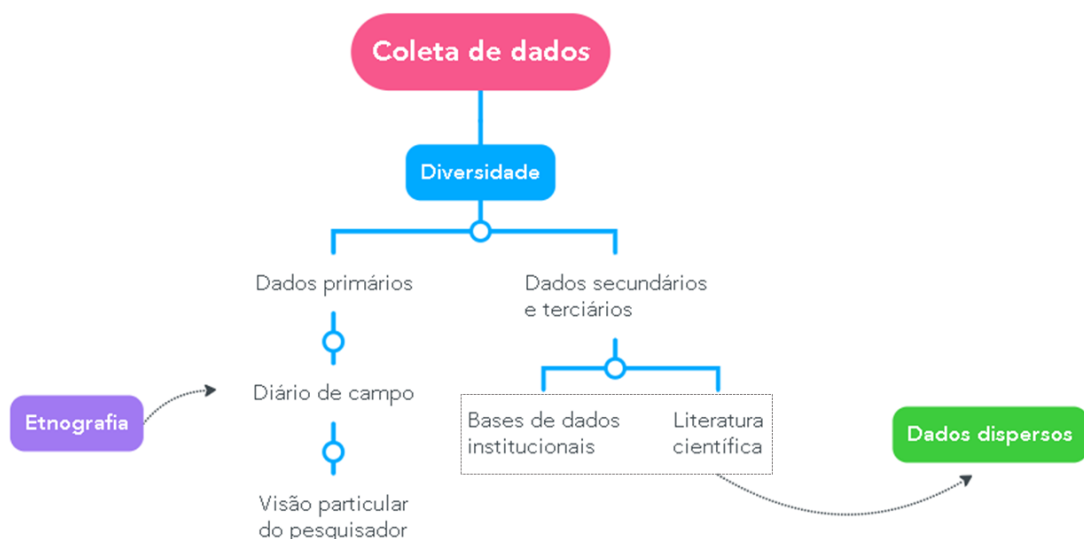 Coleta de dados
Diversidade
Dados primários
Dados secundários
e terciários
Diário de campo
Etnografia
Bases de dados
institucionais
Literatura
científica
Dados dispersos
Visão particular
do pesquisador